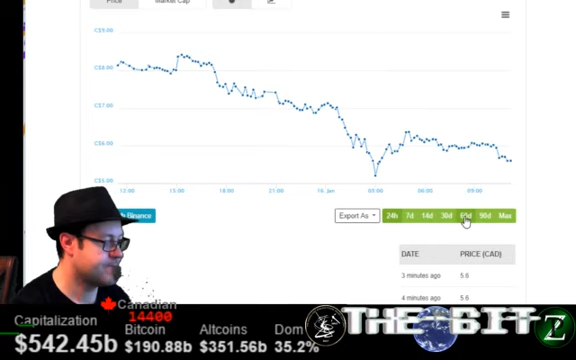 Price Market Cap
C$9.00
C$8.00
C$7.00
C$6.00
C$5.00
12:00 15:00 18:00 21:00 16. Jan 03:00 06:00 09:00
Binance
Export As 24h 7d 14d 30d 60d 90d Max
DATE PRICE (CAD)
3 minutes ago 5.6
4 minutes ago 5.6
Canadian
14400
Capitalization Bitcoin Altcoins Dom
$542.45b $190.88b $351.56b 35.2%
THE BIT